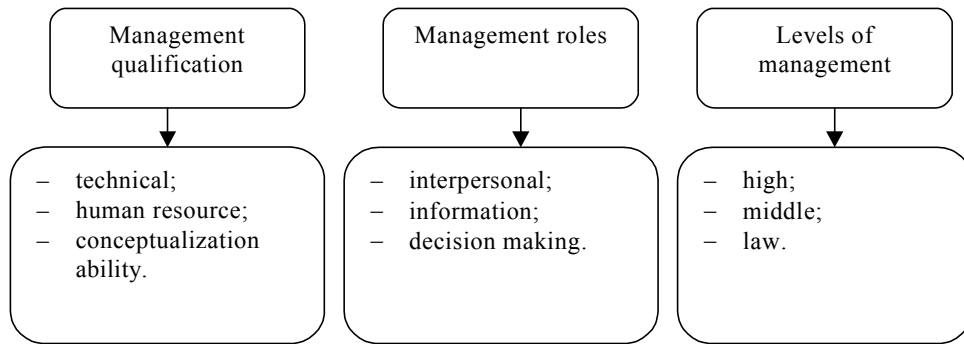 Management
qualification
– technical;
– human resource;
– conceptualization
ability.
Management roles
– interpersonal;
– information;
– decision making.
Levels of
management
– high;
– middle;
– law.